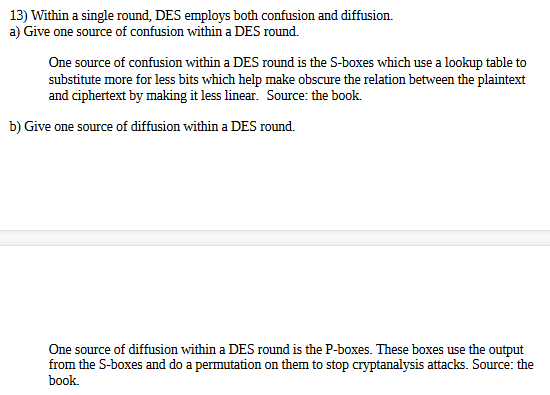 13) Within a single round, DES employs both confusion and diffusion.
a) Give one source of confusion within a DES round.
One source of confusion within a DES round is the S-boxes which use a lookup table to
substitute more for less bits which help make obscure the relation between the plaintext
and ciphertext by making it less linear. Source: the book.
b) Give one source of diffusion within a DES round.
One source of diffusion within a DES round is the P-boxes. These boxes use the output
from the S-boxes and do a permutation on them to stop cryptanalysis attacks. Source: the
book.